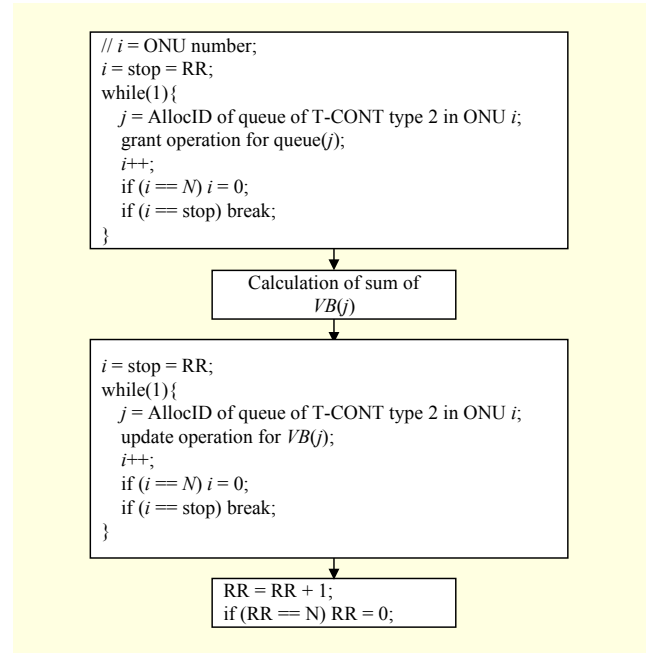 // i = ONU number;
i = stop = RR;
while(1){
j = AllocID of queue of T-CONT type 2 in ONU i;
grant operation for queue(j);
i++;
if (i == N) i = 0;
if (i == stop) break;
}
Calculation of sum of
VB(j)
i = stop = RR;
while(1){
j = AllocID of queue of T-CONT type 2 in ONU i;
update operation for VB(j);
i++;
if (i == N) i = 0;
if (i == stop) break;
}
RR = RR + 1;
if (RR == N) RR = 0;